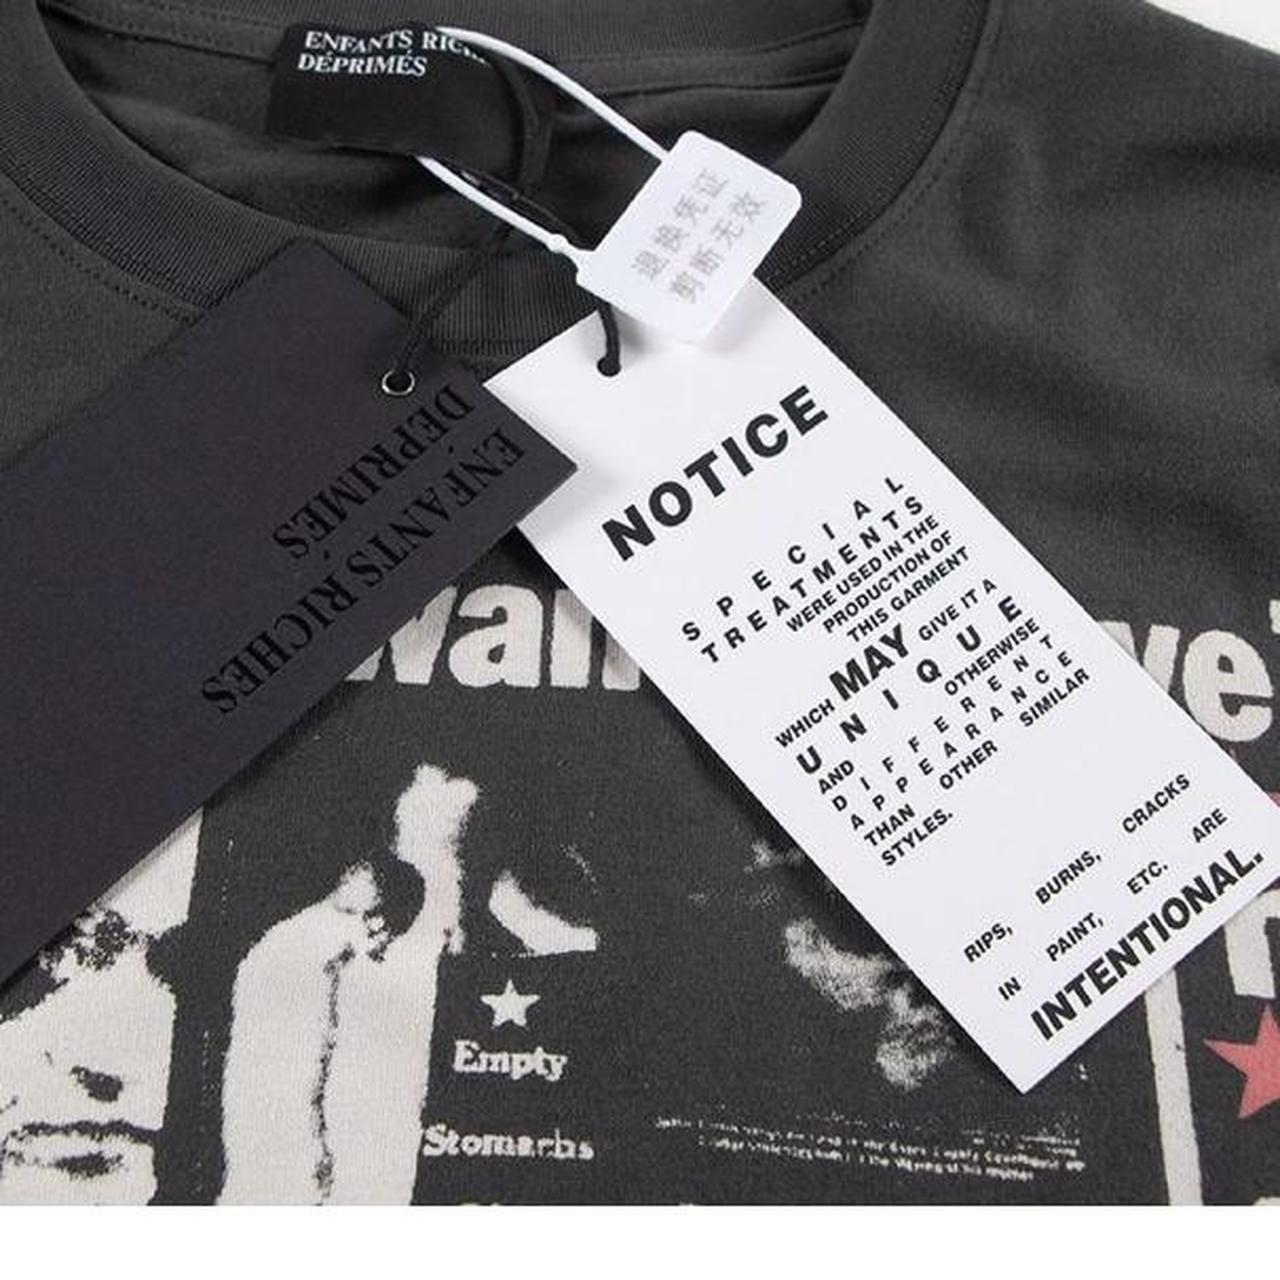 ENFANTS RICHES
DÉPRIMÉS
退换凭证
剪断无效
ENFANTS RICHES
DEPRIMÉS
NOTICE
SPECIAL
TREATMENTS
WERE USED IN THE
PRODUCTION OF
THIS GARMENT
WHICH MAY GIVE IT A
UNIQUE
AND OTHERWISE
DIFFERENT
APPEARANCE
THAN OTHER SIMILAR
STYLES.
RIPS, BURNS, CRACKS
IN PAINT, ETC. ARE
INTENTIONAL.
Empty
Stomachs